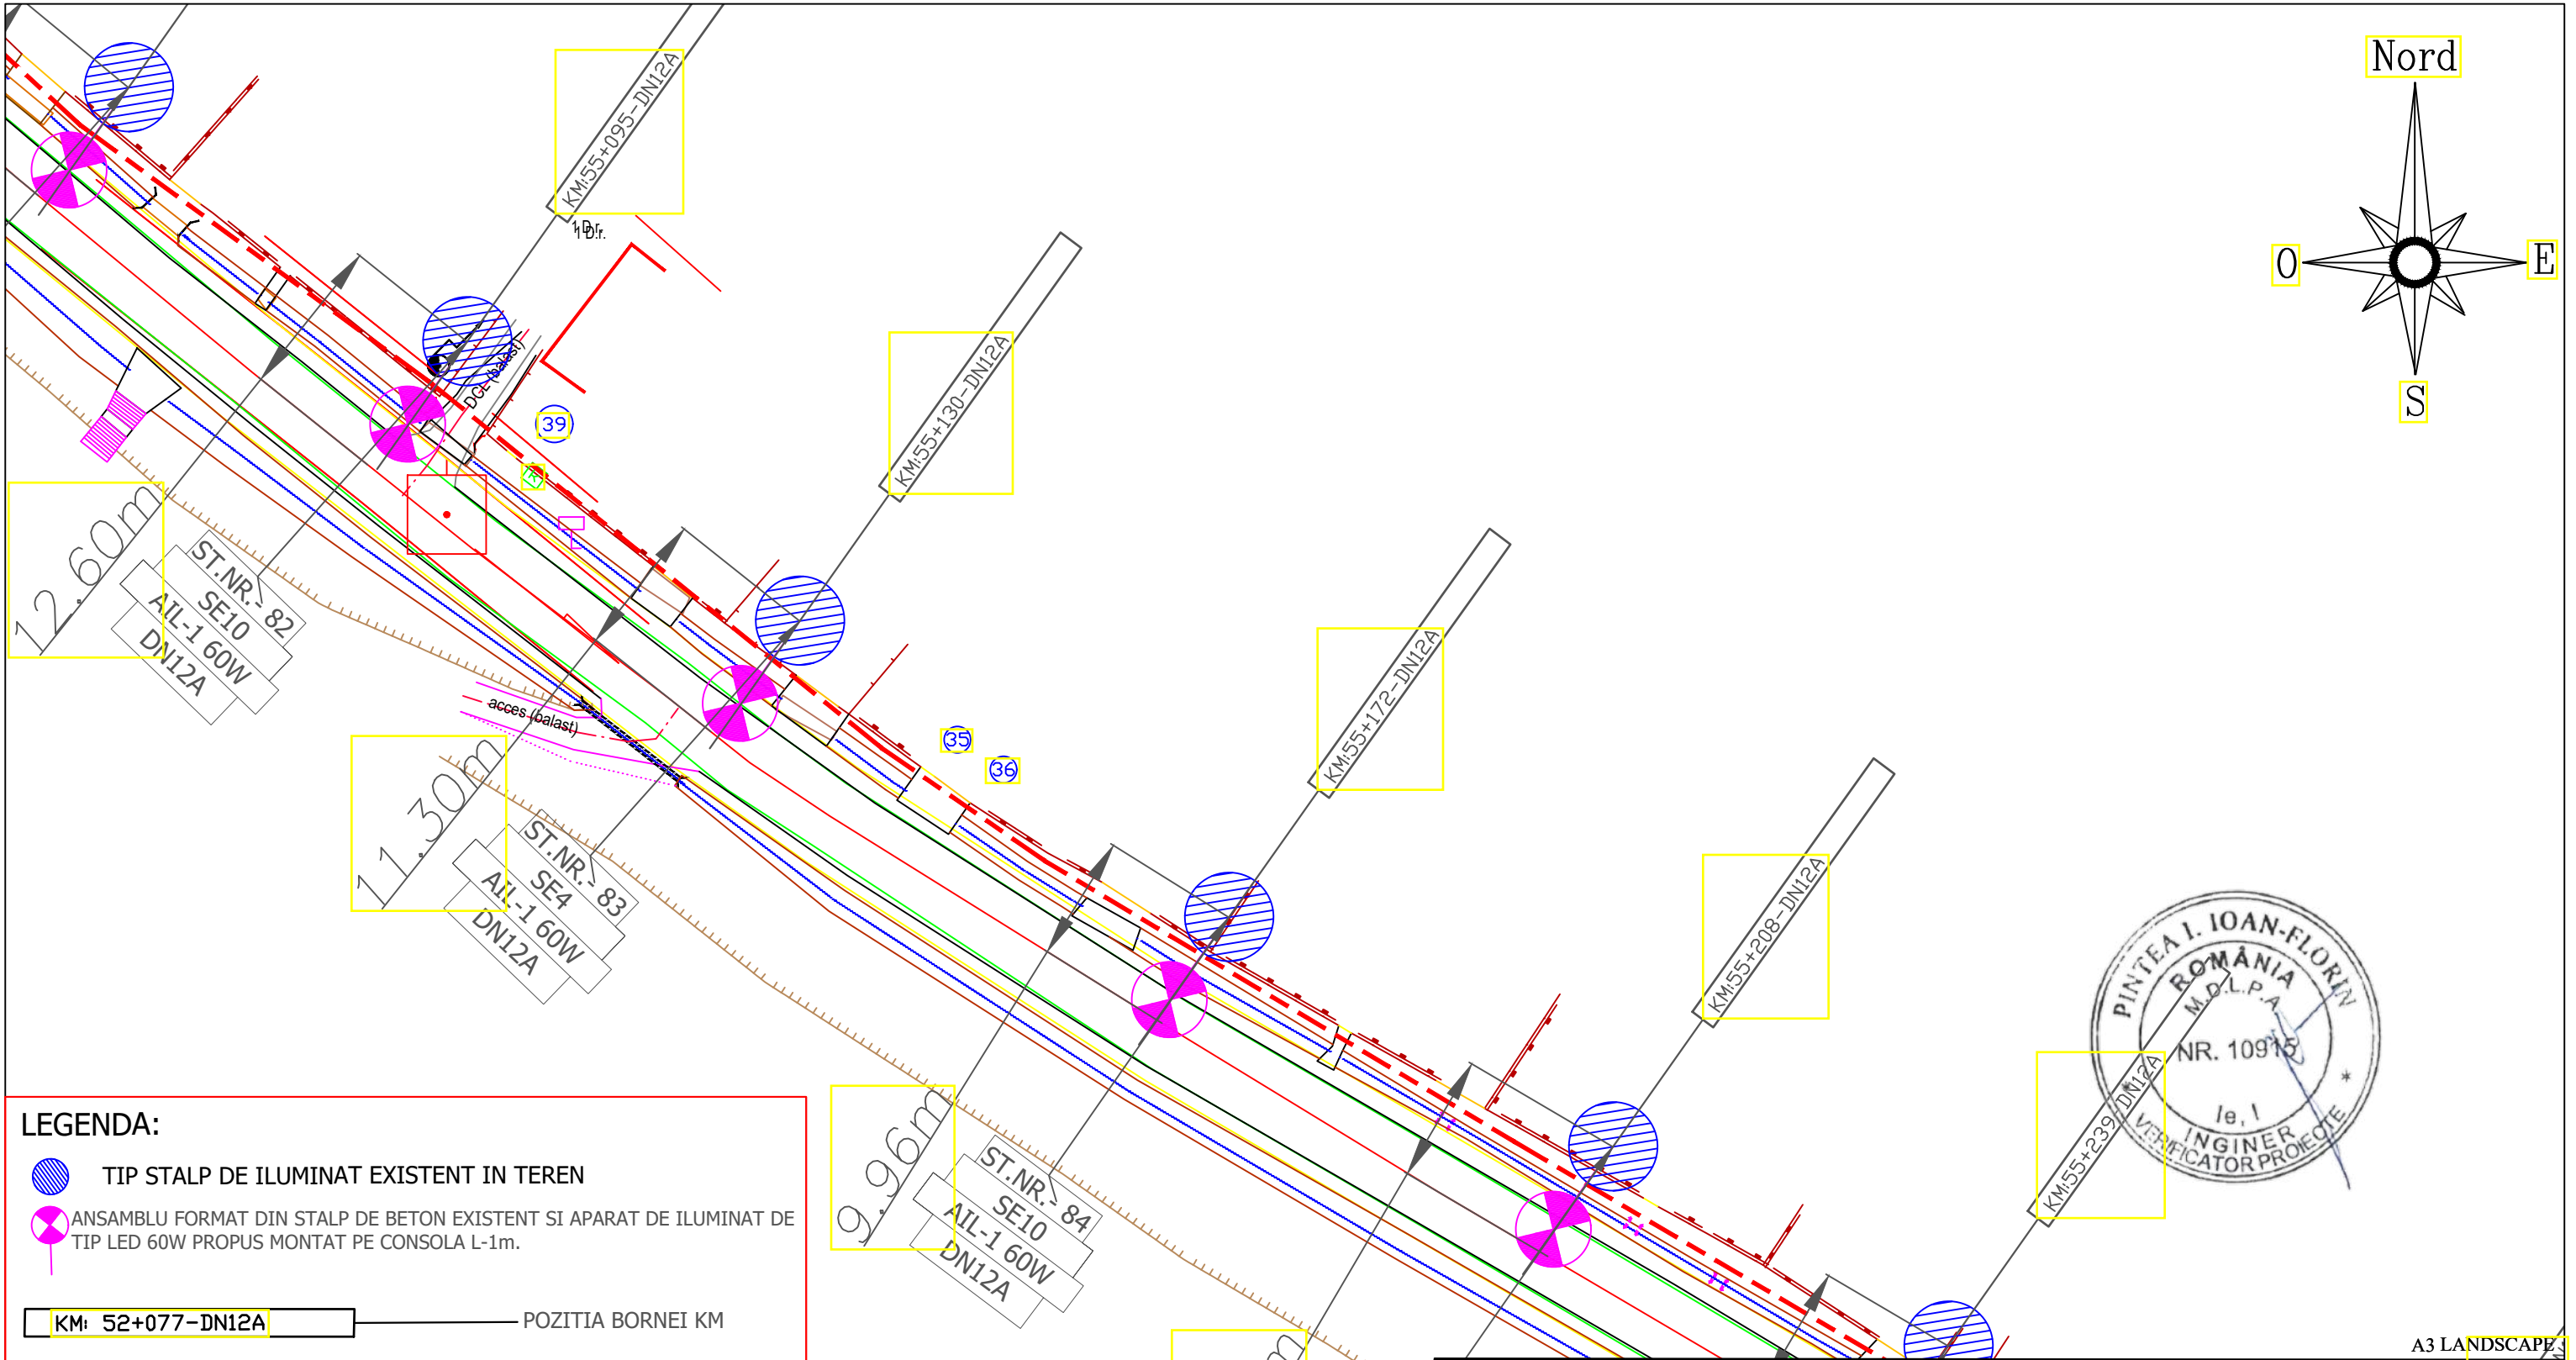 Nord
O
E
S
KM:55+095-DN12A
1 D.r.
1 D.r.
DCL (balast)
39
KM:55+130-DN12A
12.60m
ST.NR.- 82
SE10
AIL-1 60W
DN12A
acces (balast)
35
36
KM:55+172-DN12A
11.30m
ST.NR.- 83
SE4
AIL-1 60W
DN12A
KM:55+208-DN12A
9.96m
ST.NR.- 84
SE10
AIL-1 60W
DN12A
KM:55+239-DN12A
PINTEA I. IOAN-FLORIN
ROMÂNIA
M.D.L.P.A.
NR. 10915
Ie, I
INGINER
VERIFICATOR PROIECTE
m
LEGENDA:
TIP STALP DE ILUMINAT EXISTENT IN TEREN
ANSAMBLU FORMAT DIN STALP DE BETON EXISTENT SI APARAT DE ILUMINAT DE
TIP LED 60W PROPUS MONTAT PE CONSOLA L-1m.
KM: 52+077-DN12A
POZITIA BORNEI KM
A3 LANDSCAPE